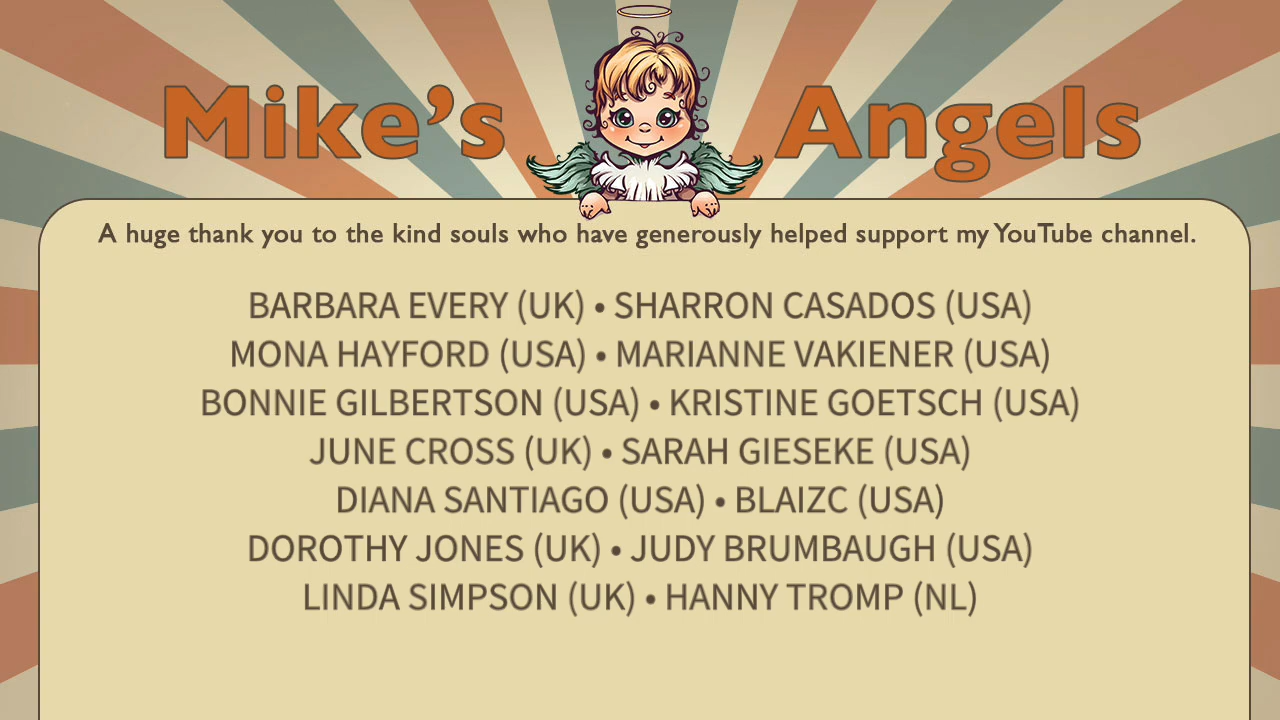 Mike's Angels
A huge thank you to the kind souls who have generously helped support my YouTube channel.
BARBARA EVERY (UK) • SHARRON CASADOS (USA)
MONA HAYFORD (USA) • MARIANNE VAKIENER (USA)
BONNIE GILBERTSON (USA) • KRISTINE GOETSCH (USA)
JUNE CROSS (UK) • SARAH GIESEKE (USA)
DIANA SANTIAGO (USA) • BLAIZC (USA)
DOROTHY JONES (UK) • JUDY BRUMBAUGH (USA)
LINDA SIMPSON (UK) • HANNY TROMP (NL)